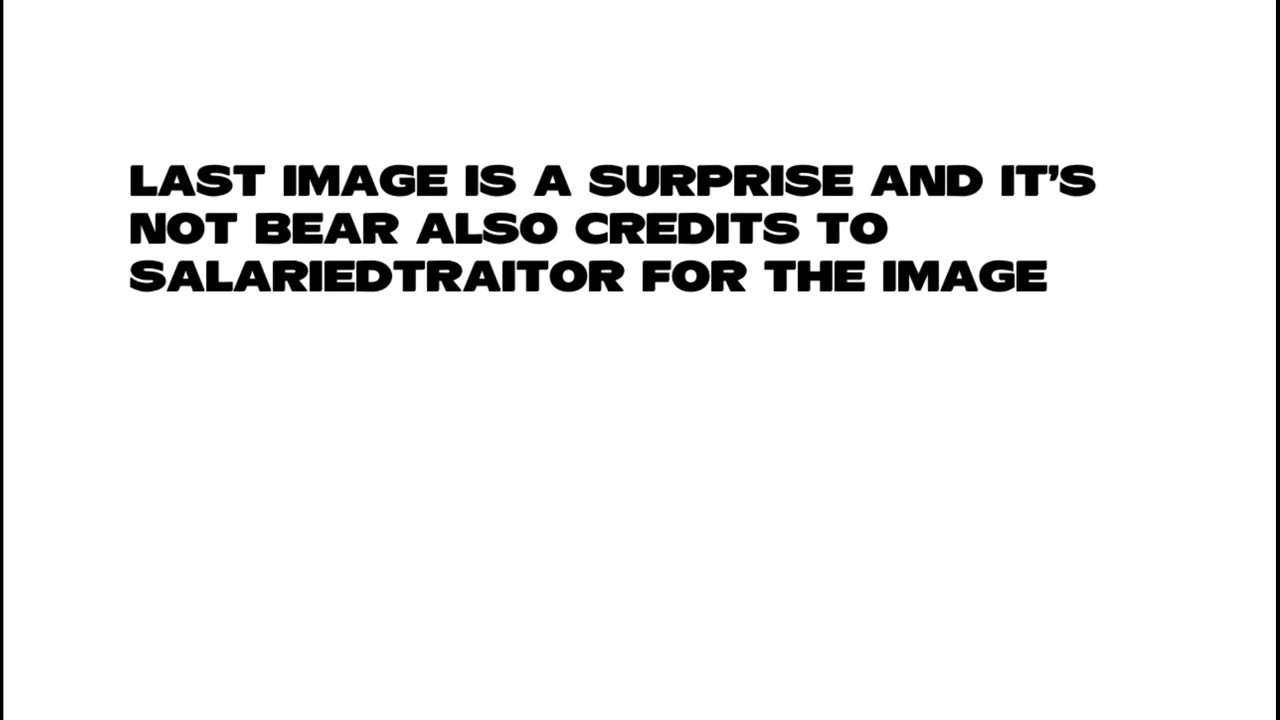 LAST IMAGE IS A SURPRISE AND IT'S
NOT BEAR ALSO CREDITS TO
SALARIEDTRAITOR FOR THE IMAGE